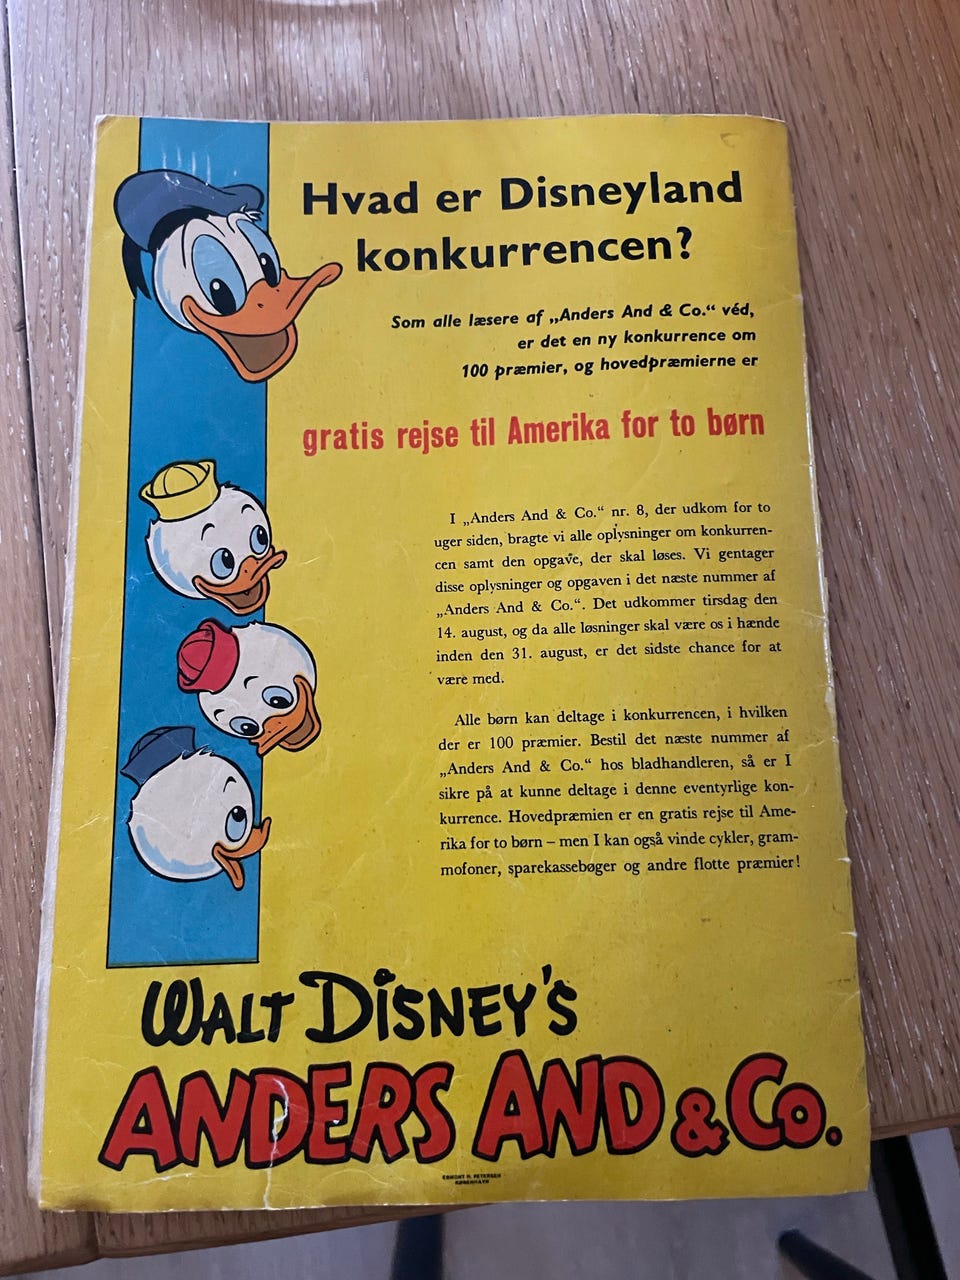 Hvad er Disneyland
konkurrencen?
Som alle læsere af „Anders And & Co.“ véd,
er det en ny konkurrence om
100 præmier, og hovedpræmierne er
gratis rejse til Amerika for to børn
I „Anders And & Co.“ nr. 8, der udkom for to
uger siden, bragte vi alle oplysninger om konkurren-
cen samt den opgave, der skal løses. Vi gentager
disse oplysninger og opgaven i det næste nummer af
„Anders And & Co.“. Det udkommer tirsdag den
14. august, og da alle løsninger skal være os i hænde
inden den 31. august, er det sidste chance for at
være med.
Alle børn kan deltage i konkurrencen, i hvilken
der er 100 præmier. Bestil det næste nummer af
„Anders And & Co.“ hos bladhandleren, så er I
sikre på at kunne deltage i denne eventyrlige kon-
kurrence. Hovedpræmien er en gratis rejse til Ame-
rika for to børn – men I kan også vinde cykler, gram-
mofoner, sparekassebøger og andre flotte præmier!
WALT DISNEY'S
ANDERS AND & Co.
EGMONT H. PETERSEN
KØBENHAVN